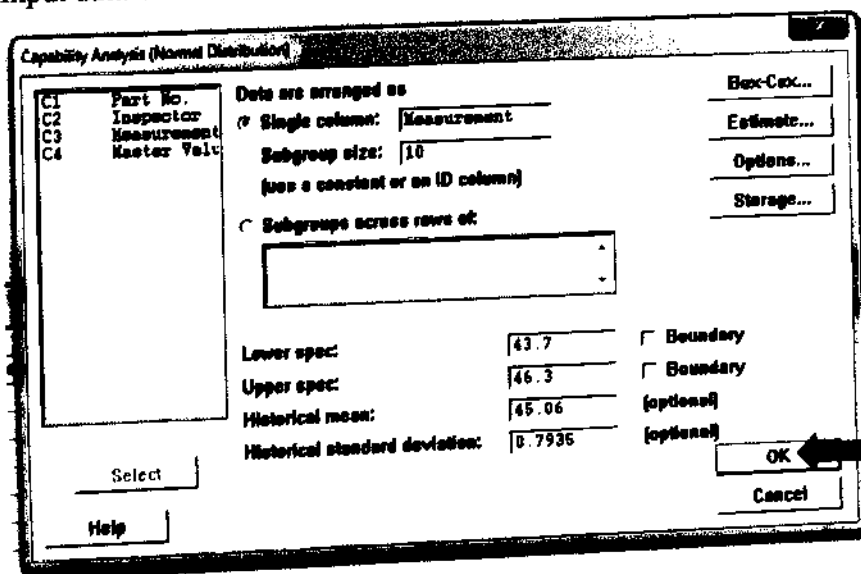 Capability Analysis (Normal Distribution)
C1 Part No.
C2 Inspector
C3 Measurement
C4 Master Valu
Data are arranged as
Single column: Measurement
Subgroup size: 10
(use a constant or an ID column)
Subgroups across rows of:
Box-Cox...
Estimate...
Options...
Storage...
Lower spec: 43.7 Boundary
Upper spec: 46.3 Boundary
Historical mean: 45.06 (optional)
Historical standard deviation: 0.7935 (optional)
Select
OK
Help
Cancel